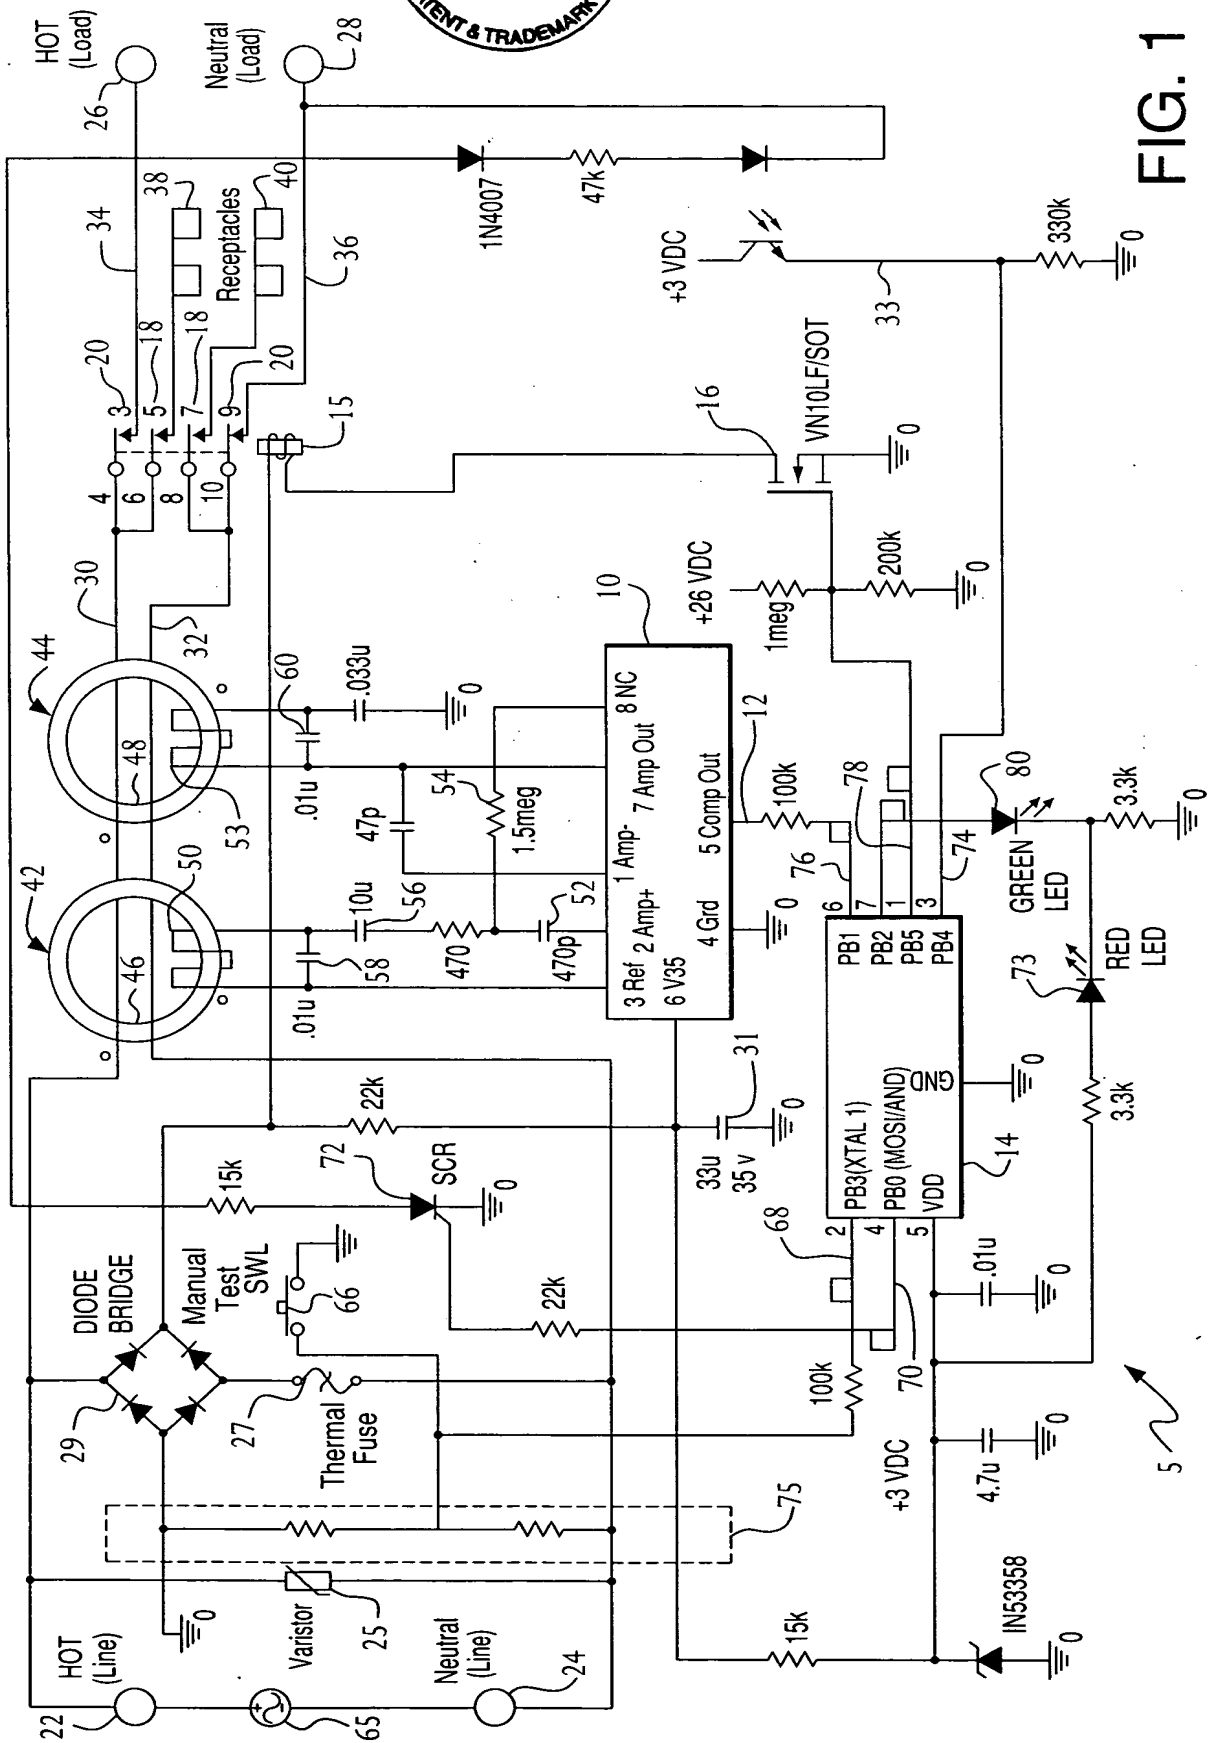 PATENT & TRADEMARK
HOT
(Load)
26
Neutral
(Load)
28
34
38
Receptacles
40
36
20
3
18
5
18
7
20
9
4
6
8
10
15
30
32
44
48
53
42
46
50
.01u
60
.033u
0
47p
54
1.5meg
.01u
58
10u
56
470
470p
52
1N4007
47k
+3 VDC
33
330k
0
16
VN10LF/SOT
0
+26 VDC
1meg
200k
0
10
8 NC
7 Amp Out
1 Amp-
2 Amp+
3 Ref
6 V35
5 Comp Out
4 Grd
0
12
100k
76
78
74
80
GREEN
LED
3.3k
0
73
RED
LED
3.3k
6
7
1
3
PB1
PB2
PB5
PB4
GND
0
PB3(XTAL 1)
PB0 (MOSI/AND)
VDD
14
2
4
5
68
70
100k
22k
.01u
0
33u
35 v
31
0
22k
15k
72
SCR
0
DIODE
BRIDGE
29
Manual
Test
SWL
66
27
Thermal
Fuse
75
0
Varistor
25
HOT
(Line)
22
65
Neutral
(Line)
24
15k
+3 VDC
4.7u
0
IN53358
0
5
FIG. 1